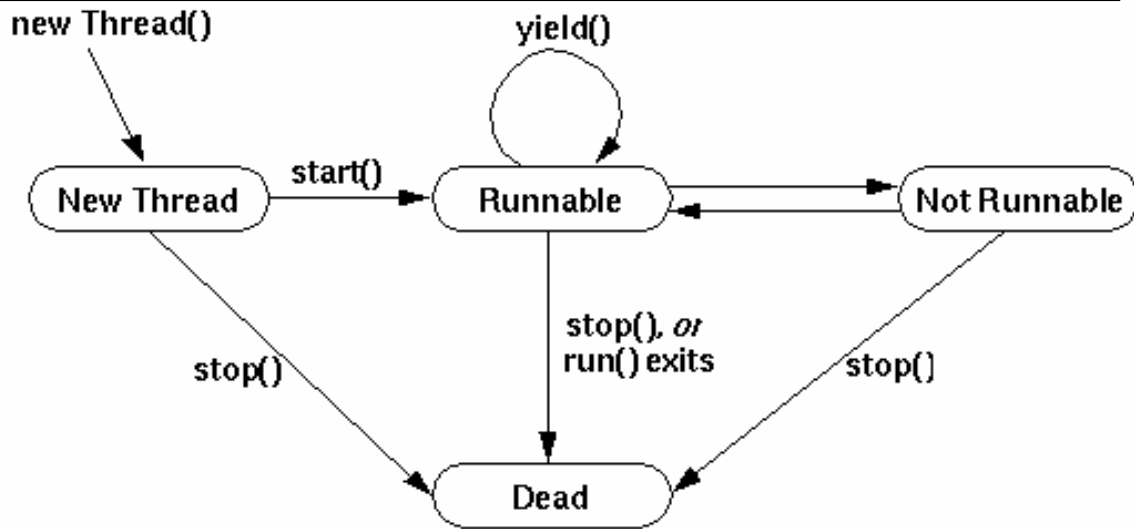 new Thread()
yield()
start()
New Thread
Runnable
Not Runnable
stop(), or
run() exits
stop()
stop()
Dead